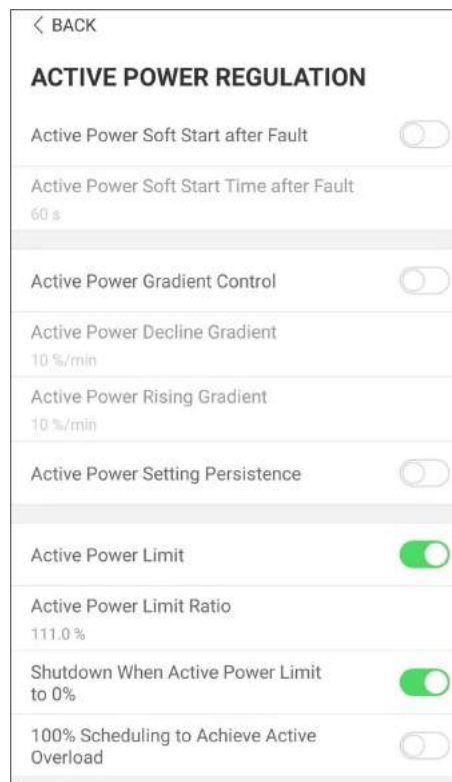 < BACK
ACTIVE POWER REGULATION
Active Power Soft Start after Fault
Active Power Soft Start Time after Fault
60 s
Active Power Gradient Control
Active Power Decline Gradient
10 %/min
Active Power Rising Gradient
10 %/min
Active Power Setting Persistence
Active Power Limit
Active Power Limit Ratio
111.0 %
Shutdown When Active Power Limit
to 0%
100% Scheduling to Achieve Active
Overload